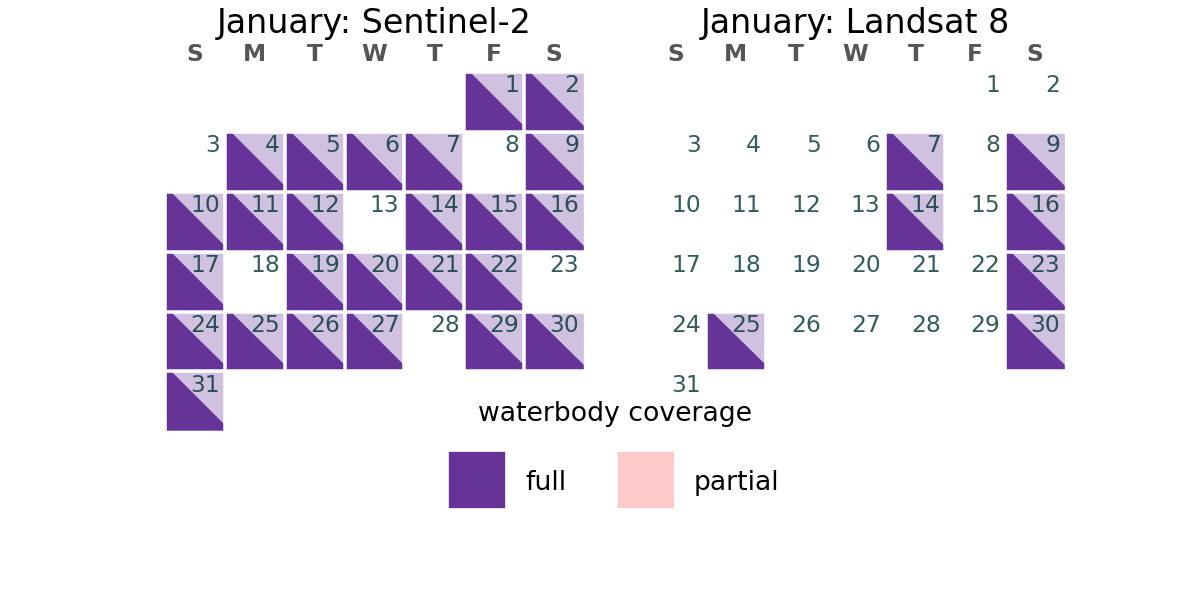 January: Sentinel-2
S M T W T F S
1 2
3 4 5 6 7 8 9
10 11 12 13 14 15 16
17 18 19 20 21 22 23
24 25 26 27 28 29 30
31
January: Landsat 8
S M T W T F S
1 2
3 4 5 6 7 8 9
10 11 12 13 14 15 16
17 18 19 20 21 22 23
24 25 26 27 28 29 30
31
waterbody coverage
full
partial